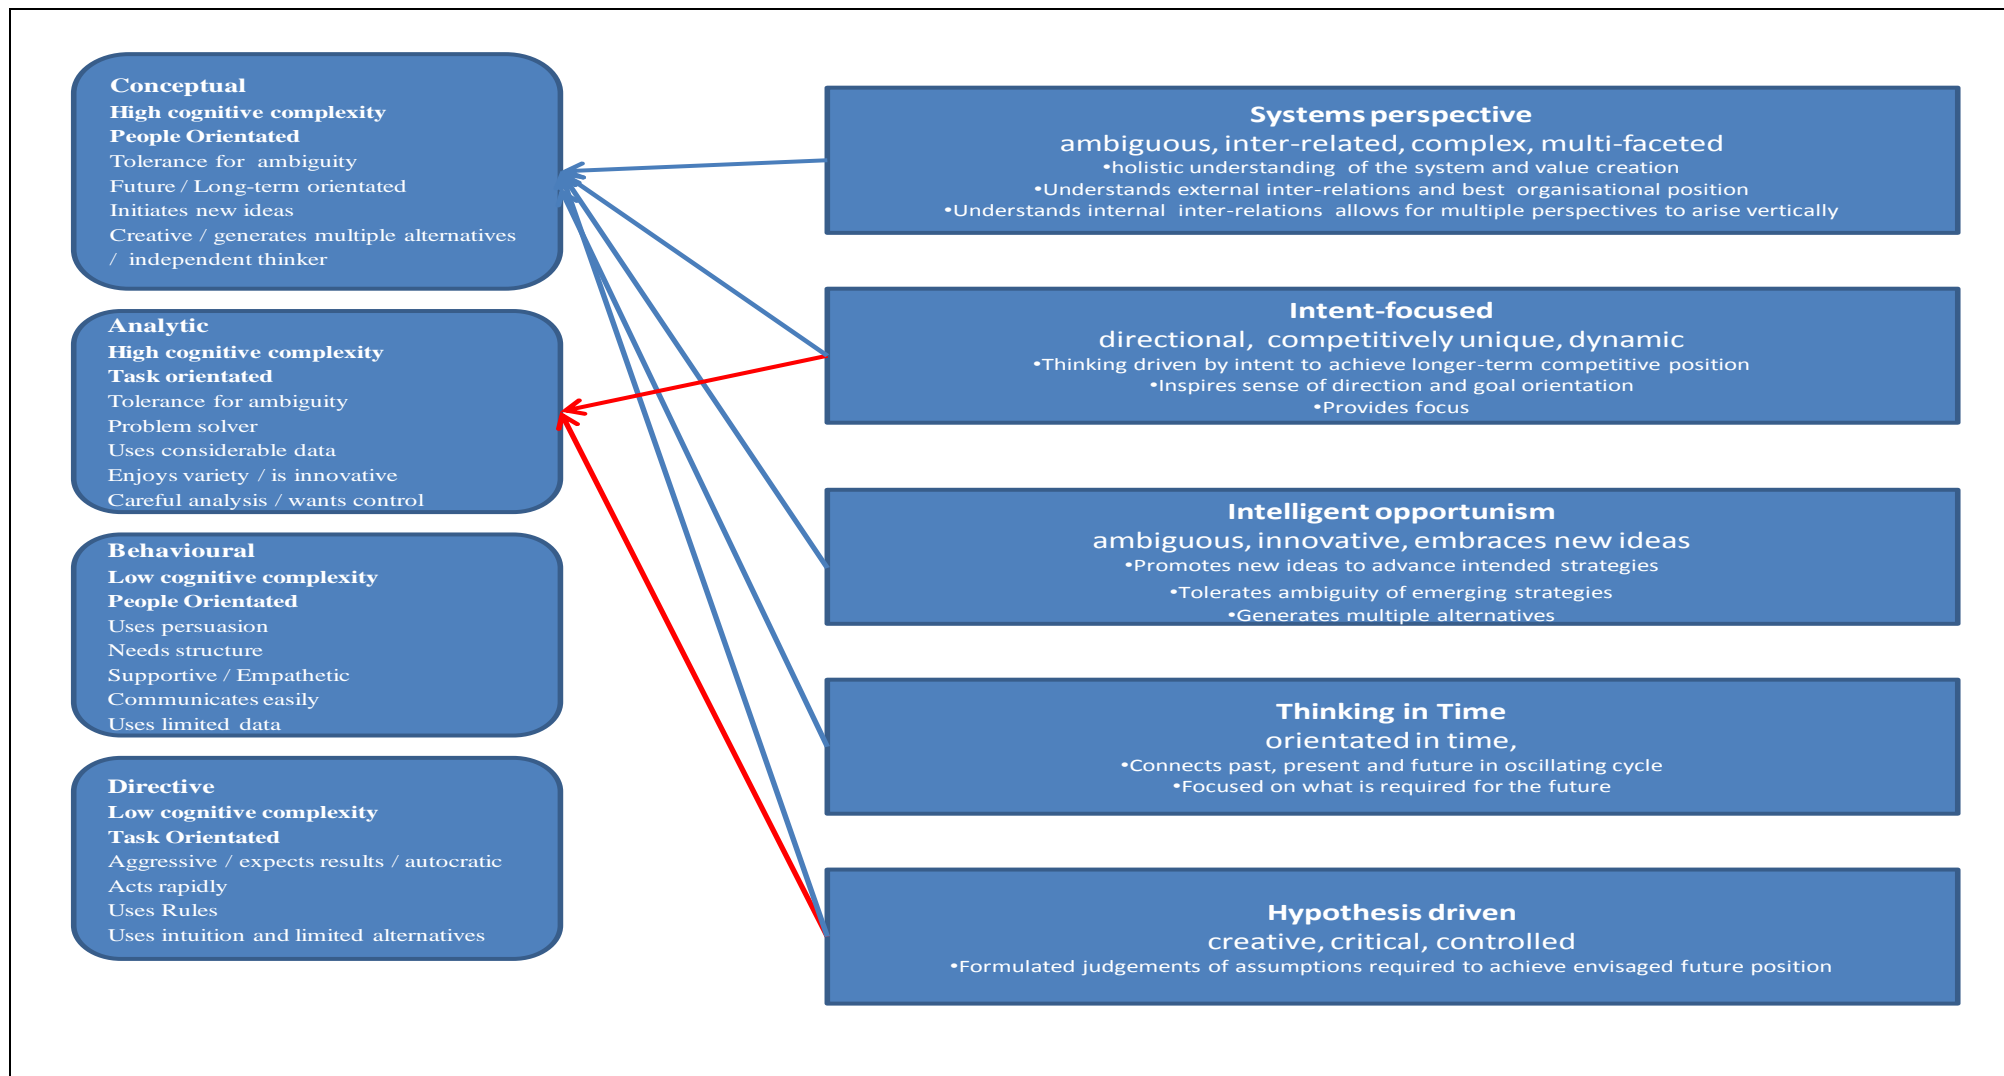 Conceptual
High cognitive complexity
People Orientated
Tolerance for ambiguity
Future / Long-term orientated
Initiates new ideas
Creative / generates multiple alternatives
/ independent thinker
Analytic
High cognitive complexity
Task orientated
Tolerance for ambiguity
Problem solver
Uses considerable data
Enjoys variety / is innovative
Careful analysis / wants control
Behavioural
Low cognitive complexity
People Orientated
Uses persuasion
Needs structure
Supportive / Empathetic
Communicates easily
Uses limited data
Directive
Low cognitive complexity
Task Orientated
Aggressive / expects results / autocratic
Acts rapidly
Uses Rules
Uses intuition and limited alternatives
Systems perspective
ambiguous, inter-related, complex, multi-faceted
•holistic understanding of the system and value creation
•Understands external inter-relations and best organisational position
•Understands internal inter-relations allows for multiple perspectives to arise vertically
Intent-focused
directional, competitively unique, dynamic
•Thinking driven by intent to achieve longer-term competitive position
•Inspires sense of direction and goal orientation
•Provides focus
Intelligent opportunism
ambiguous, innovative, embraces new ideas
•Promotes new ideas to advance intended strategies
•Tolerates ambiguity of emerging strategies
•Generates multiple alternatives
Thinking in Time
orientated in time,
•Connects past, present and future in oscillating cycle
•Focused on what is required for the future
Hypothesis driven
creative, critical, controlled
•Formulated judgements of assumptions required to achieve envisaged future position